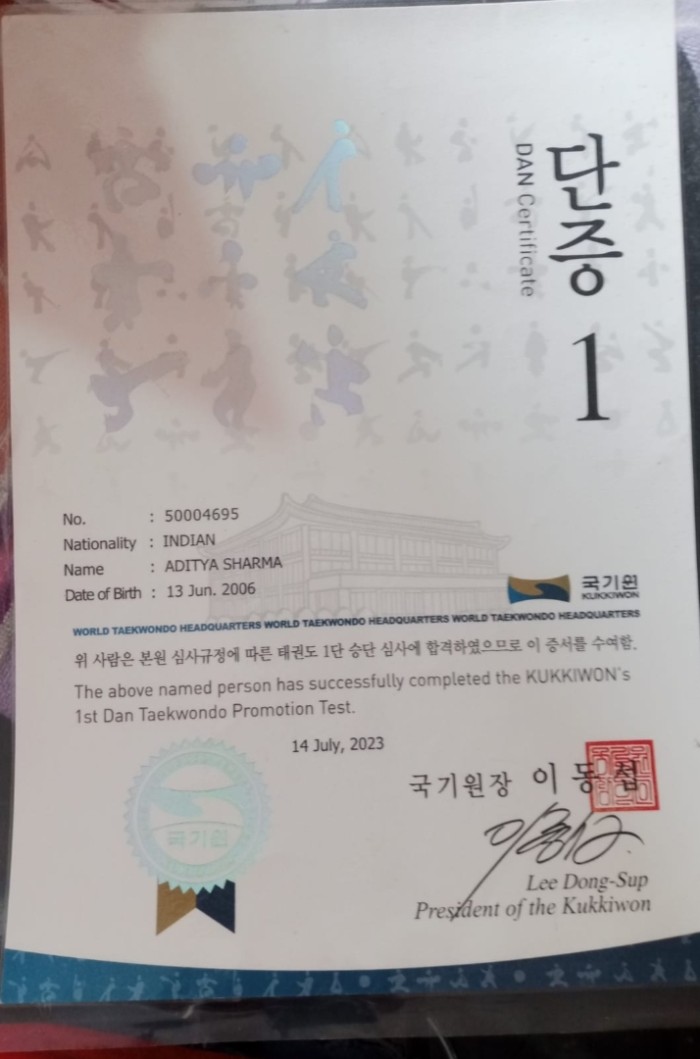 단증
DAN Certificate
1
No. : 50004695
Nationality : INDIAN
Name : ADITYA SHARMA
Date of Birth : 13 Jun. 2006
국기원
KUKKIWON
WORLD TAEKWONDO HEADQUARTERS WORLD TAEKWONDO HEADQUARTERS WORLD TAEKWONDO HEADQUARTERS
위 사람은 본원 심사규정에 따른 태권도 1단 승단 심사에 합격하였으므로 이 증서를 수여함.
The above named person has successfully completed the KUKKIWON's
1st Dan Taekwondo Promotion Test.
14 July, 2023
국기원장 이동섭
국기원
Lee Dong-Sup
President of the Kukkiwon